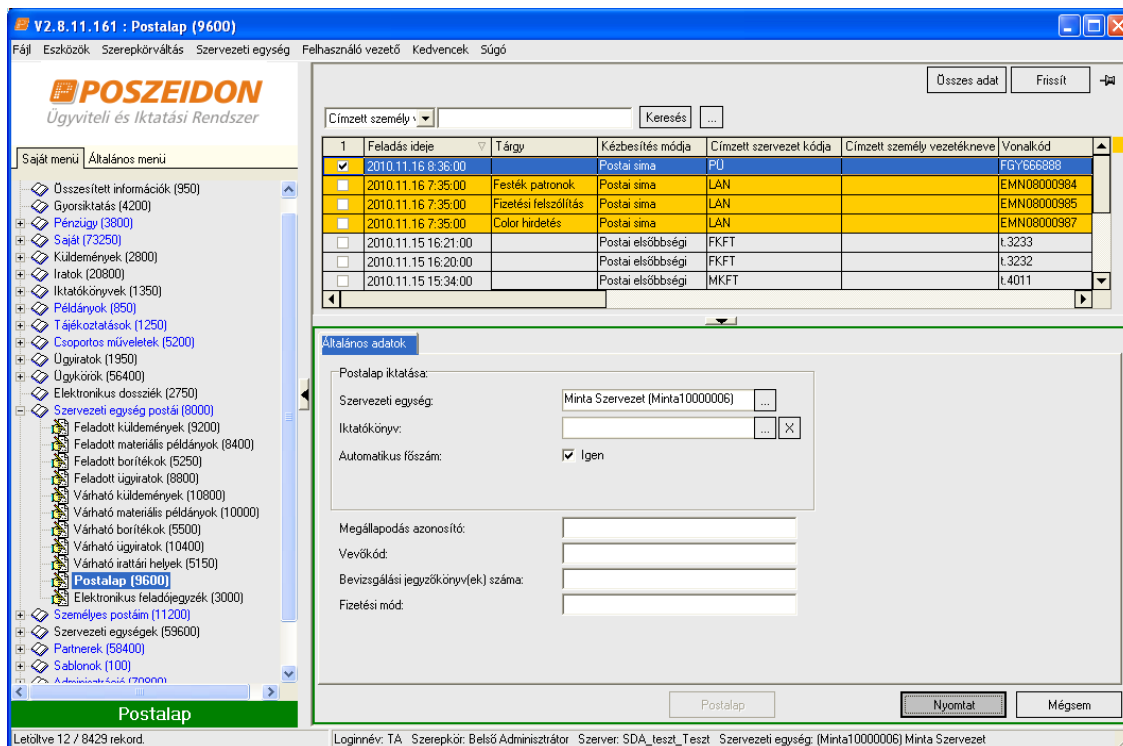 V2.8.11.161 : Postalap (9600)
Fájl Eszközök Szerepkörváltás Szervezeti egység Felhasználó vezető Kedvencek Súgó
POSZEIDON
Ügyviteli és Iktatási Rendszer
Saját menü Általános menü
Összesített információk (950)
Gyorsiktatás (4200)
Pénzügy (3800)
Saját (73250)
Küldemények (2800)
Iratok (20800)
Iktatókönyvek (1350)
Példányok (850)
Tájékoztatások (1250)
Csoportos műveletek (5200)
Ügyiratok (1950)
Ügykörök (56400)
Elektronikus dossziék (2750)
Szervezeti egység postái (8000)
Feladott küldemények (9200)
Feladott materiális példányok (8400)
Feladott borítékok (5250)
Feladott ügyiratok (8800)
Várható küldemények (10800)
Várható materiális példányok (10000)
Várható borítékok (5500)
Várható ügyiratok (10400)
Várható irattári helyek (5150)
Postalap (9600)
Elektronikus feladójegyzék (3000)
Személyes postáim (11200)
Szervezeti egységek (59600)
Partnerek (58400)
Sablonok (100)
Adminisztráció (70800)
Postalap
Összes adat Frissít
Címzett személy v Keresés ...
1 Feladás ideje Tárgy Kézbesítés módja Címzett szervezet kódja Címzett személy vezetékneve Vonalkód
2010.11.16 8:36:00 Postai sima PÜ FGY666888
2010.11.16 7:35:00 Festék patronok Postai sima LAN EMN08000984
2010.11.16 7:35:00 Fizetési felszólítás Postai sima LAN EMN08000985
2010.11.16 7:35:00 Color hirdetés Postai sima LAN EMN08000987
2010.11.15 16:21:00 Postai elsőbbségi FKFT t.3233
2010.11.15 16:20:00 Postai elsőbbségi FKFT t.3232
2010.11.15 15:34:00 Postai elsőbbségi MKFT t.4011
Általános adatok
Postalap iktatása:
Szervezeti egység: Minta Szervezet (Minta10000006) ...
Iktatókönyv: ... X
Automatikus főszám: Igen
Megállapodás azonosító:
Vevőkód:
Bevizsgálási jegyzőkönyv(ek) száma:
Fizetési mód:
Postalap Nyomtat Mégsem
Letöltve 12 / 8429 rekord. Loginnév: TA Szerepkör: Belső Adminisztrátor Szerver: SDA_teszt_Teszt Szervezeti egység: (Minta10000006) Minta Szervezet